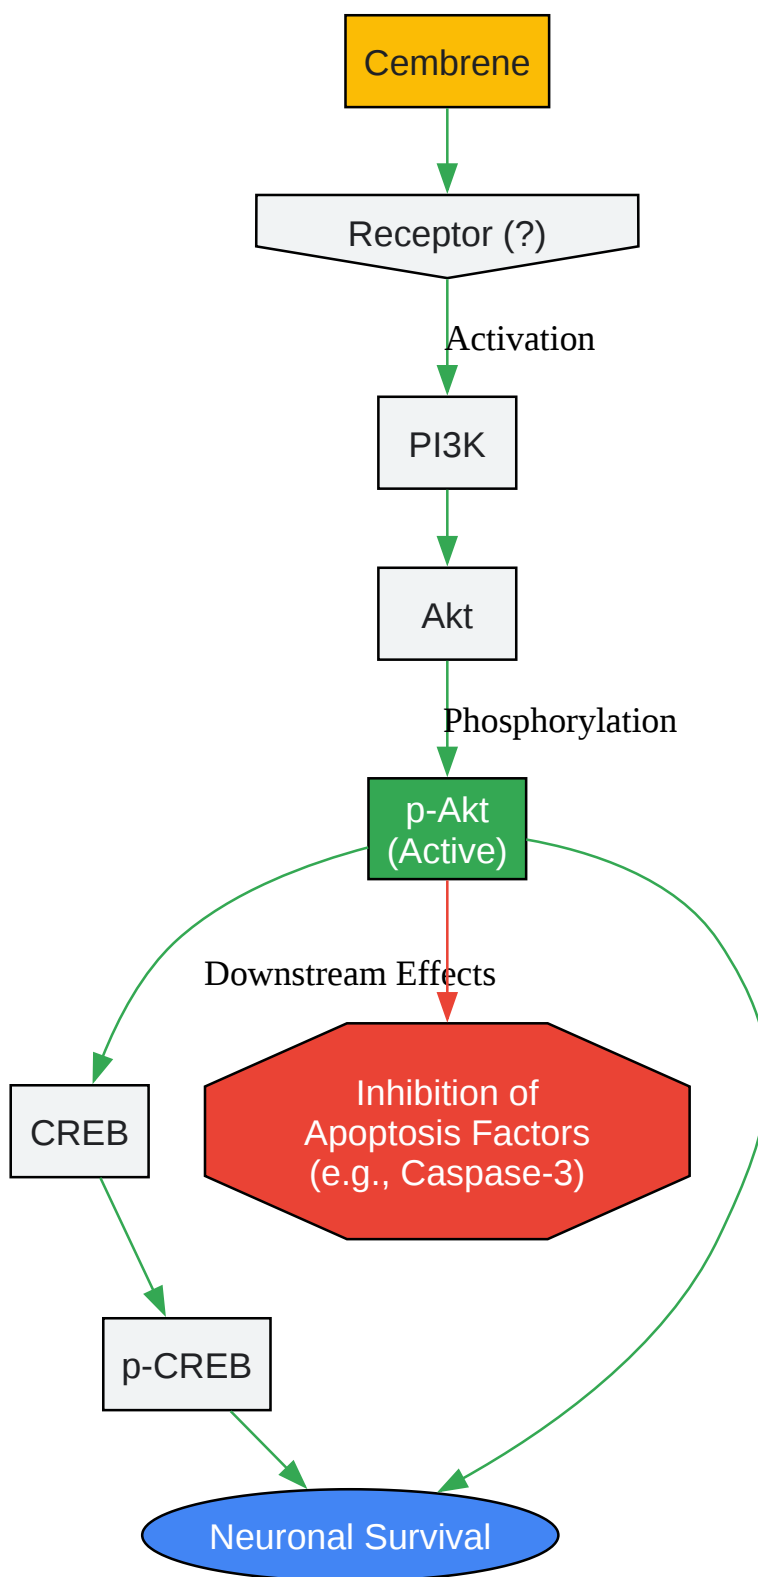 Cembrene
Receptor (?)
Activation
PI3K
Akt
Phosphorylation
p-Akt
(Active)
Downstream Effects
Inhibition of
Apoptosis Factors
(e.g., Caspase-3)
CREB
p-CREB
Neuronal Survival